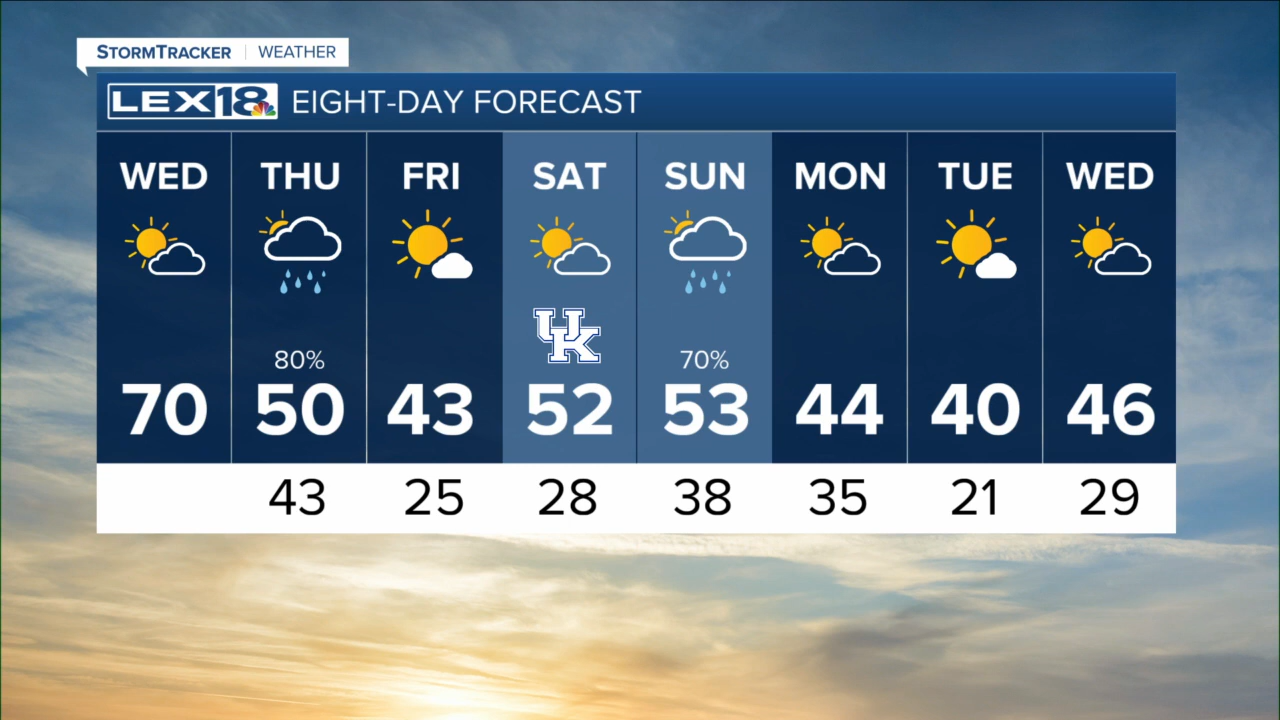 STORMTRACKER WEATHER
LEX18 EIGHT-DAY FORECAST
WED THU FRI SAT SUN MON TUE WED
UK
80% 70%
70 50 43 52 53 44 40 46
43 25 28 38 35 21 29